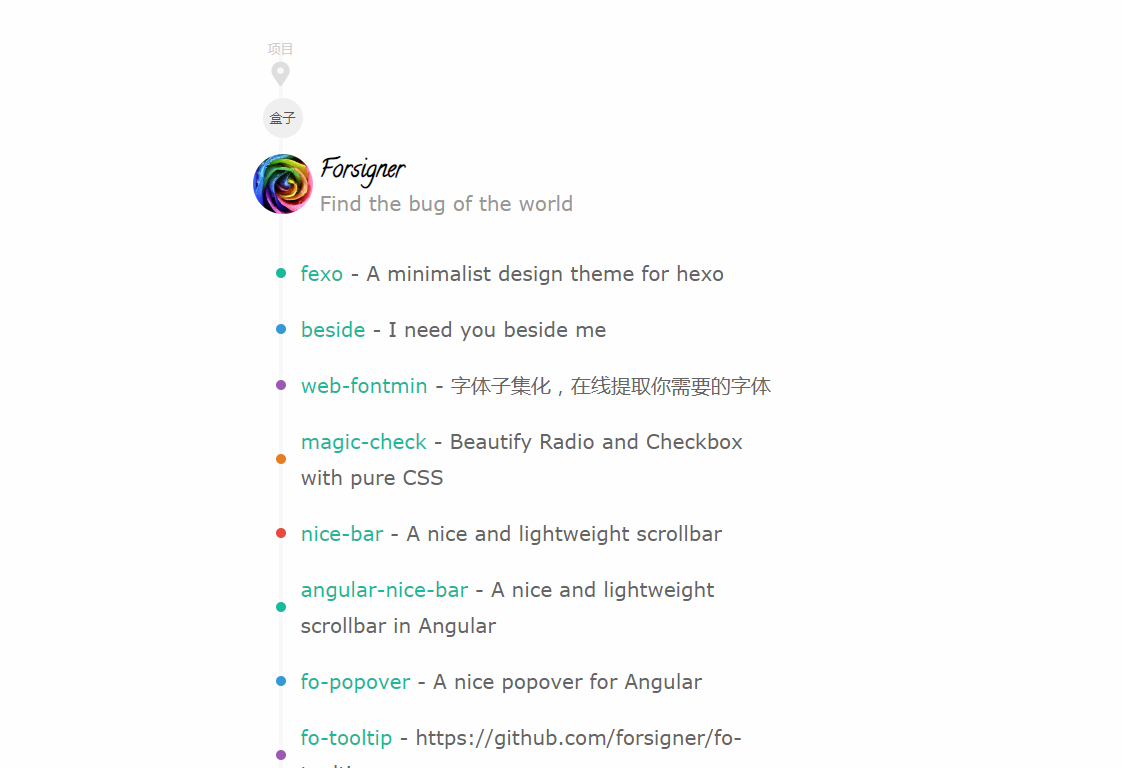 项目
盒子
Forsigner
Find the bug of the world
fexo - A minimalist design theme for hexo
beside - I need you beside me
web-fontmin - 字体子集化，在线提取你需要的字体
magic-check - Beautify Radio and Checkbox
with pure CSS
nice-bar - A nice and lightweight scrollbar
angular-nice-bar - A nice and lightweight
scrollbar in Angular
fo-popover - A nice popover for Angular
fo-tooltip - https://github.com/forsigner/fo-